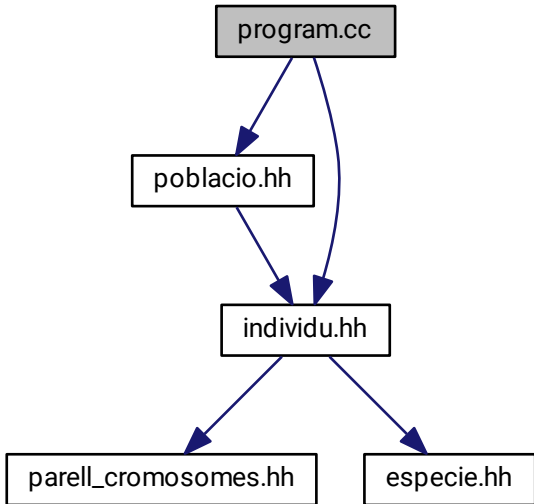 program.cc
poblacio.hh
individu.hh
parell_cromosomes.hh
especie.hh